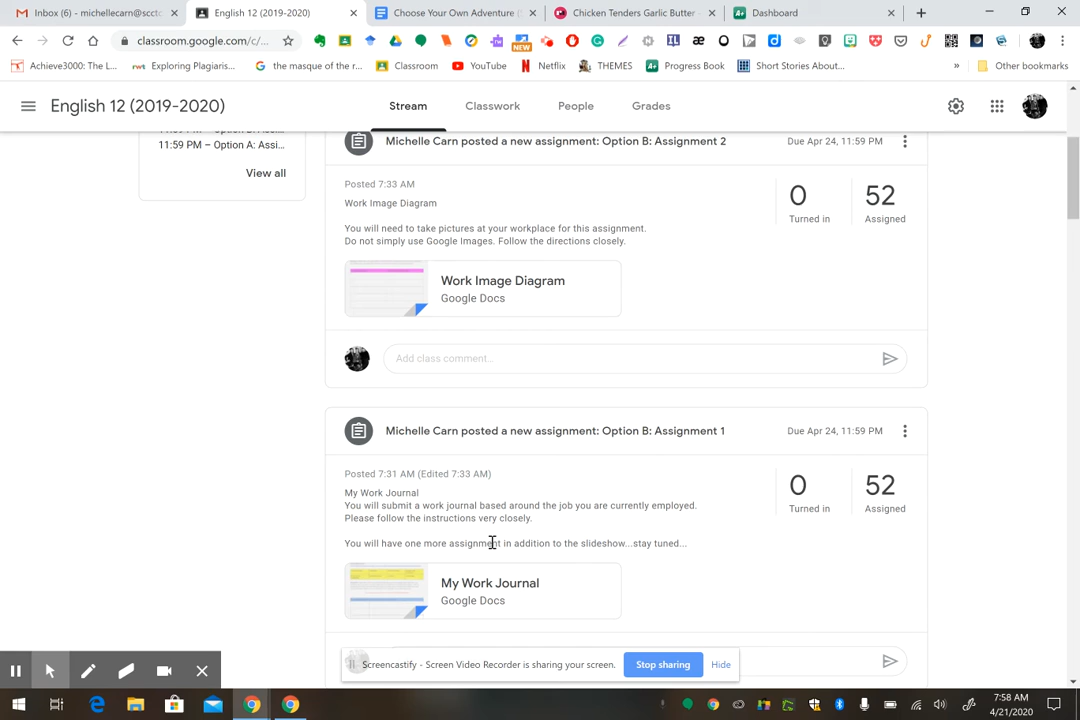 Inbox (6) - michellecarn@scct
English 12 (2019-2020)
Choose Your Own Adventure (
Chicken Tenders Garlic Butter -
Dashboard
classroom.google.com/c/...
NEW
Achieve3000: The L...
rwt Exploring Plagiaris...
the masque of the r...
Classroom
YouTube
Netflix
THEMES
Progress Book
Short Stories About...
»
Other bookmarks
English 12 (2019-2020)
Stream
Classwork
People
Grades
11:59 PM – Option A: Assi...
View all
Michelle Carn posted a new assignment: Option B: Assignment 2
Due Apr 24, 11:59 PM
Posted 7:33 AM
Work Image Diagram
You will need to take pictures at your workplace for this assignment.
Do not simply use Google Images. Follow the directions closely.
0
Turned in
52
Assigned
Work Image Diagram
Google Docs
Add class comment...
Michelle Carn posted a new assignment: Option B: Assignment 1
Due Apr 24, 11:59 PM
Posted 7:31 AM (Edited 7:33 AM)
My Work Journal
You will submit a work journal based around the job you are currently employed.
Please follow the instructions very closely.
You will have one more assignment in addition to the slideshow...stay tuned...
0
Turned in
52
Assigned
My Work Journal
Google Docs
Screencastify - Screen Video Recorder is sharing your screen.
Stop sharing
Hide
7:58 AM
4/21/2020